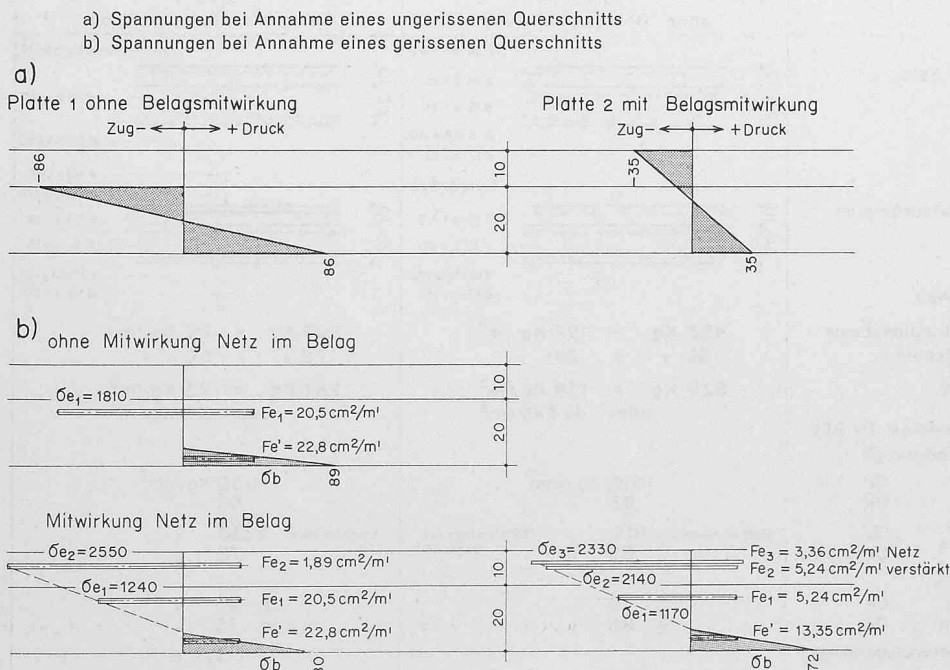 a) Spannungen bei Annahme eines ungerissenen Querschnitts
b) Spannungen bei Annahme eines gerissenen Querschnitts
a)
Platte 1 ohne Belagsmitwirkung
Zug- +Druck
-86
86
10
20
Platte 2 mit Belagsmitwirkung
Zug- +Druck
-35
35
b)
ohne Mitwirkung Netz im Belag
σe1 = 1810
Fe1 = 20,5 cm2/m'
Fe' = 22,8 cm2/m'
σb
89
10
20
Mitwirkung Netz im Belag
σe2 = 2550
Fe2 = 1,89 cm2/m'
σe1 = 1240
Fe1 = 20,5 cm2/m'
Fe' = 22,8 cm2/m'
σb
10
20
σe3 = 2330
Fe3 = 3,36 cm2/m' Netz
Fe2 = 5,24 cm2/m' verstärkt
σe2 = 2140
Fe1 = 5,24 cm2/m'
σe1 = 1170
Fe' = 13,35 cm2/m'
σb
72